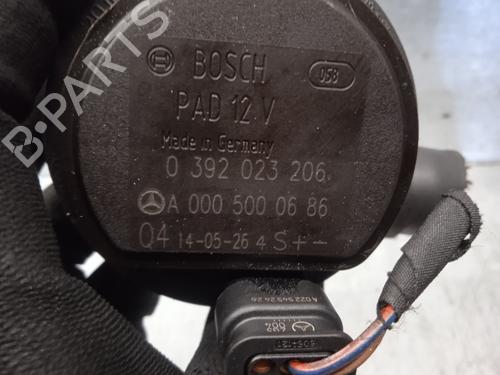 B-PARTS
BOSCH
058
PAD 12 V
Made in Germany
0 392 023 206
A 000 500 06 86
Q4 14-05-26 4 S + -
A0225452426